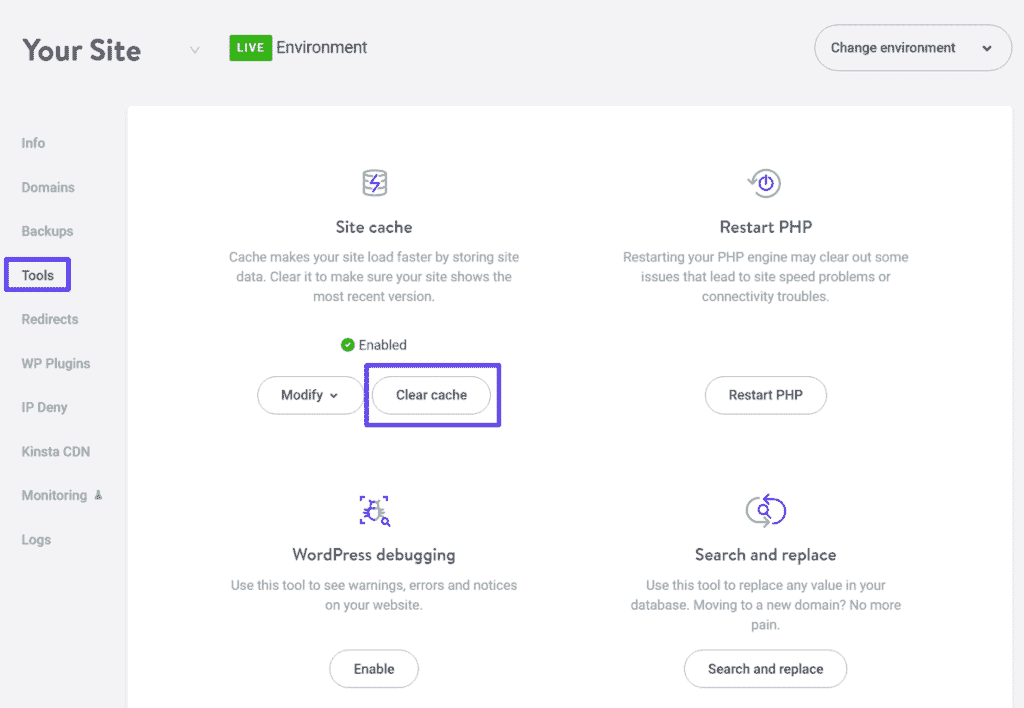 Your Site
LIVE Environment
Change environment
Info
Domains
Backups
Tools
Redirects
WP Plugins
IP Deny
Kinsta CDN
Monitoring
Logs
Site cache
Cache makes your site load faster by storing site
data. Clear it to make sure your site shows the
most recent version.
Enabled
Modify
Clear cache
Restart PHP
Restarting your PHP engine may clear out some
issues that lead to site speed problems or
connectivity troubles.
Restart PHP
WordPress debugging
Use this tool to see warnings, errors and notices
on your website.
Enable
Search and replace
Use this tool to replace any value in your
database. Moving to a new domain? No more
pain.
Search and replace